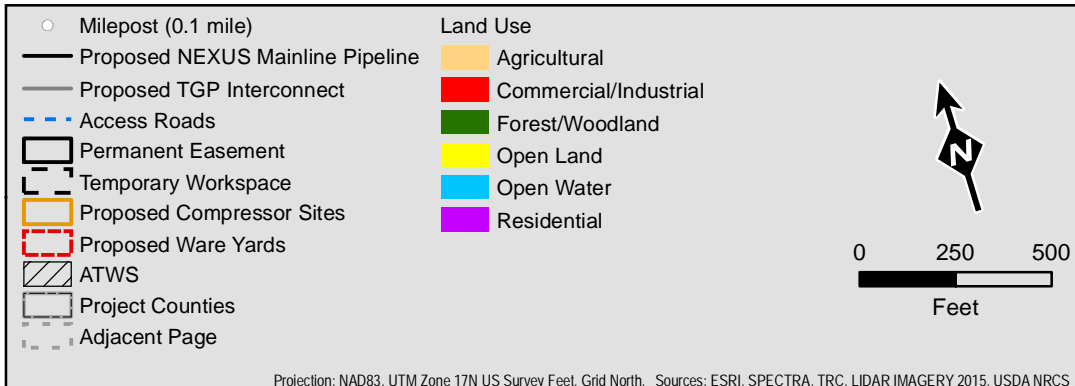 Milepost (0.1 mile)
Proposed NEXUS Mainline Pipeline
Proposed TGP Interconnect
Access Roads
Permanent Easement
Temporary Workspace
Proposed Compressor Sites
Proposed Ware Yards
ATWS
Project Counties
Adjacent Page
Land Use
Agricultural
Commercial/Industrial
Forest/Woodland
Open Land
Open Water
Residential
N
0 250 500
Feet
Projection: NAD83, UTM Zone 17N US Survey Feet, Grid North, Sources: ESRI, SPECTRA, TRC, LIDAR IMAGERY 2015, USDA NRCS